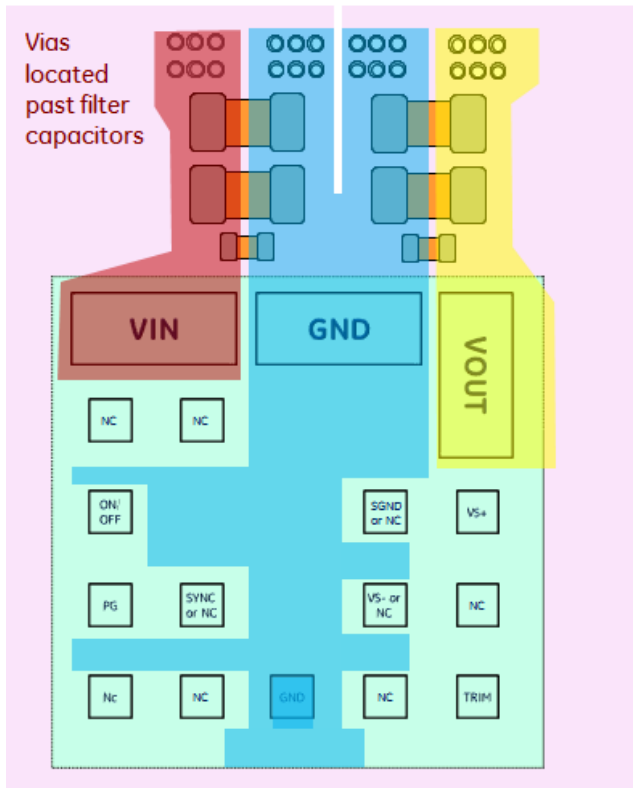 Vias
located
past filter
capacitors
VIN
GND
VOUT
NC
NC
ON/
OFF
SGND
or NC
VS+
PG
SYNC
or NC
VS- or
NC
NC
Nc
NC
GND
NC
TRIM